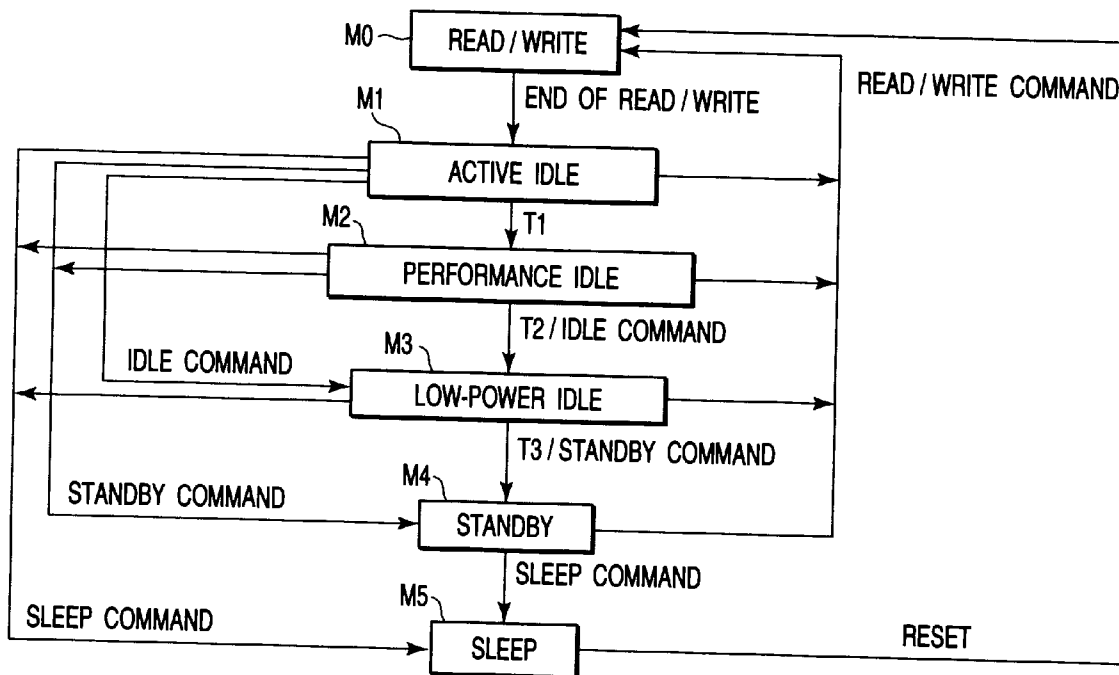 M0
READ / WRITE
READ / WRITE COMMAND
END OF READ / WRITE
M1
ACTIVE IDLE
T1
M2
PERFORMANCE IDLE
T2 / IDLE COMMAND
M3
IDLE COMMAND
LOW-POWER IDLE
T3 / STANDBY COMMAND
M4
STANDBY COMMAND
STANDBY
SLEEP COMMAND
M5
SLEEP COMMAND
SLEEP
RESET